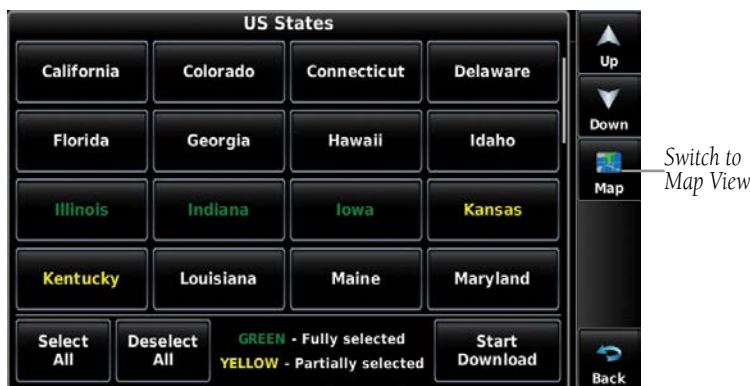 US States
California Colorado Connecticut Delaware
Florida Georgia Hawaii Idaho
Illinois Indiana Iowa Kansas
Kentucky Louisiana Maine Maryland
Select All
Deselect All
GREEN - Fully selected
YELLOW - Partially selected
Start Download
Up
Down
Map
Back
Switch to
Map View